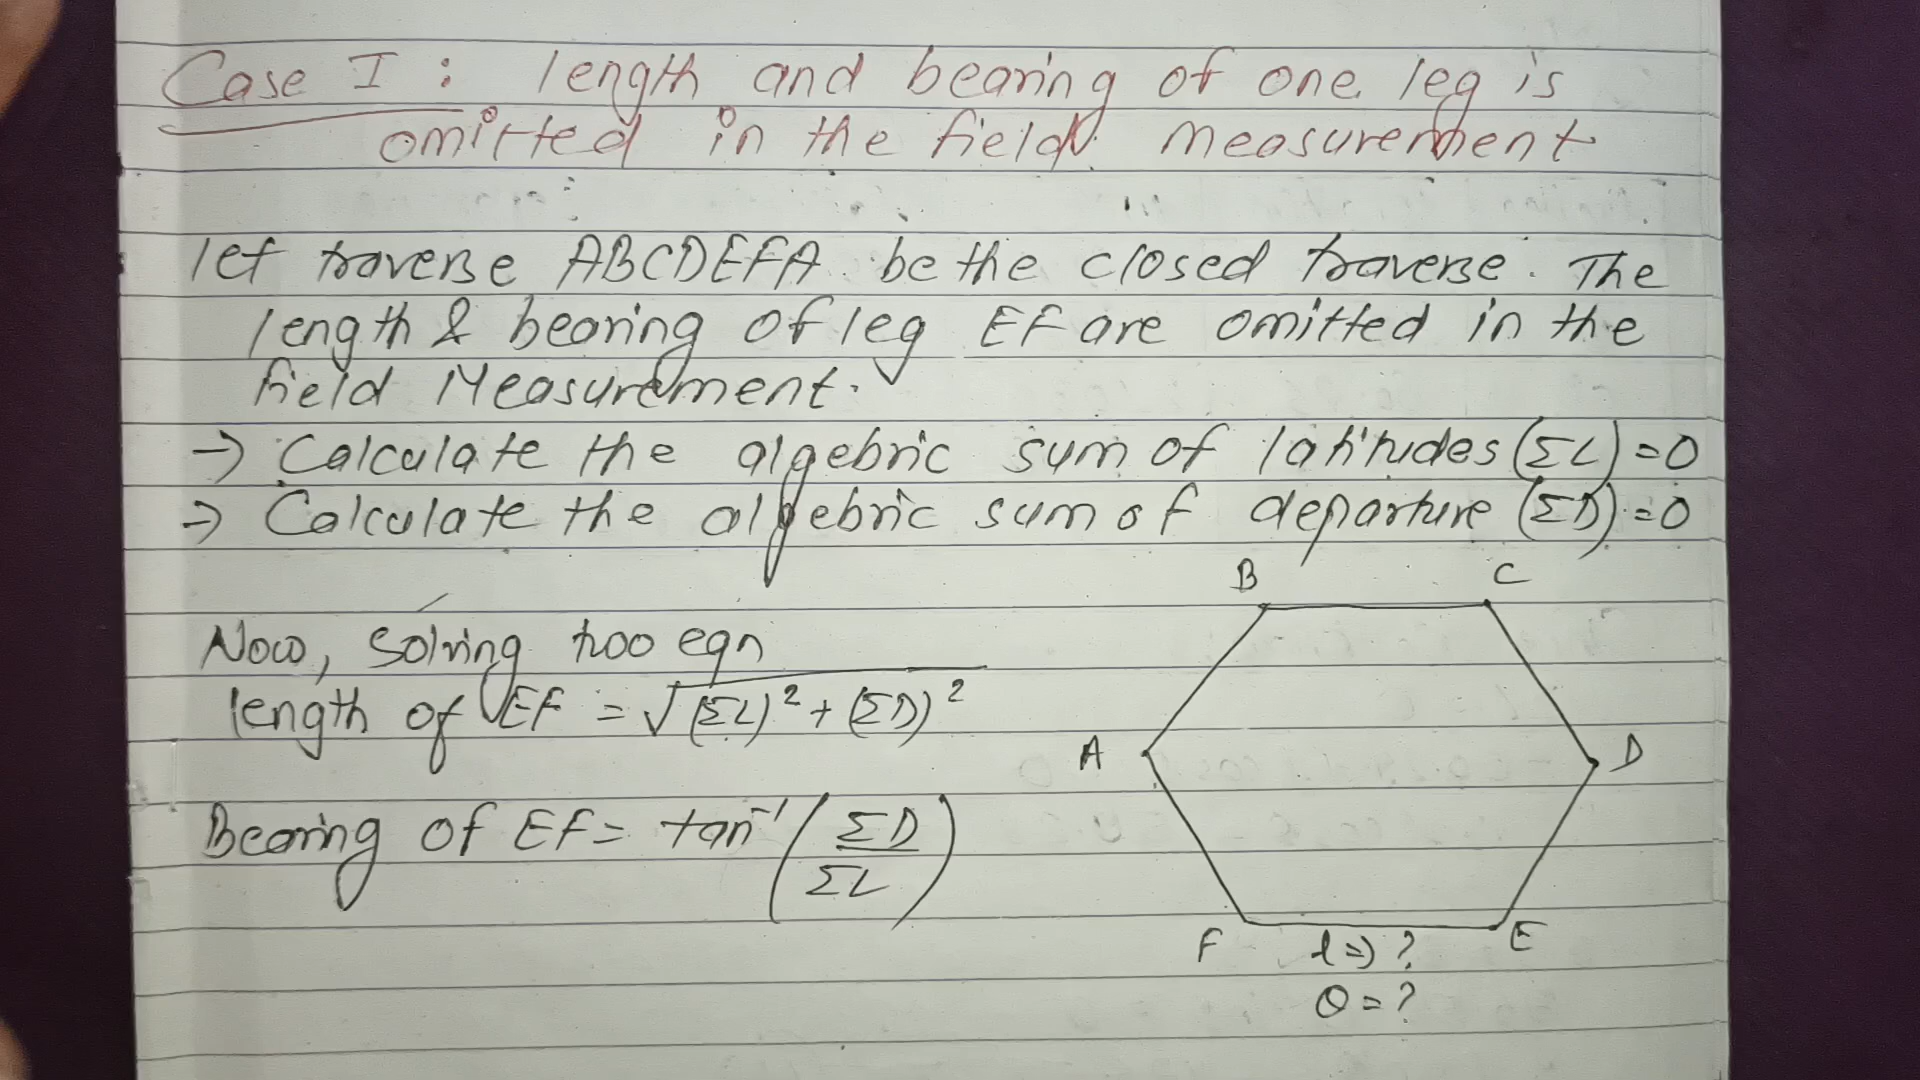 Case I : length and bearing of one leg is
omitted in the field measurement
let traverse ABCDEFA be the closed traverse. The
length & bearing of leg EF are omitted in the
field Measurement.
→ Calculate the algebric sum of latitudes (ΣL) = 0
→ Calculate the algebric sum of departure (ΣD) = 0
Now, solving two eqn
length of EF = √(ΣL)² + (ΣD)²
Bearing of EF = tan⁻¹ (ΣD/ΣL)
B C
A D
F E
l => ?
θ = ?